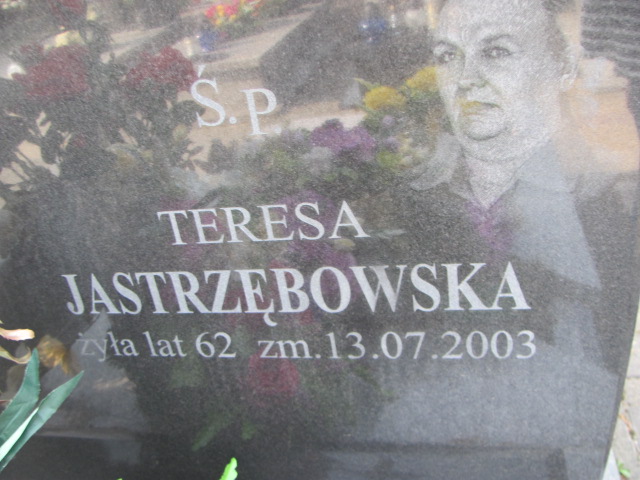 Ś.P.
TERESA
JASTRZĘBOWSKA
żyła lat 62 zm.13.07.2003